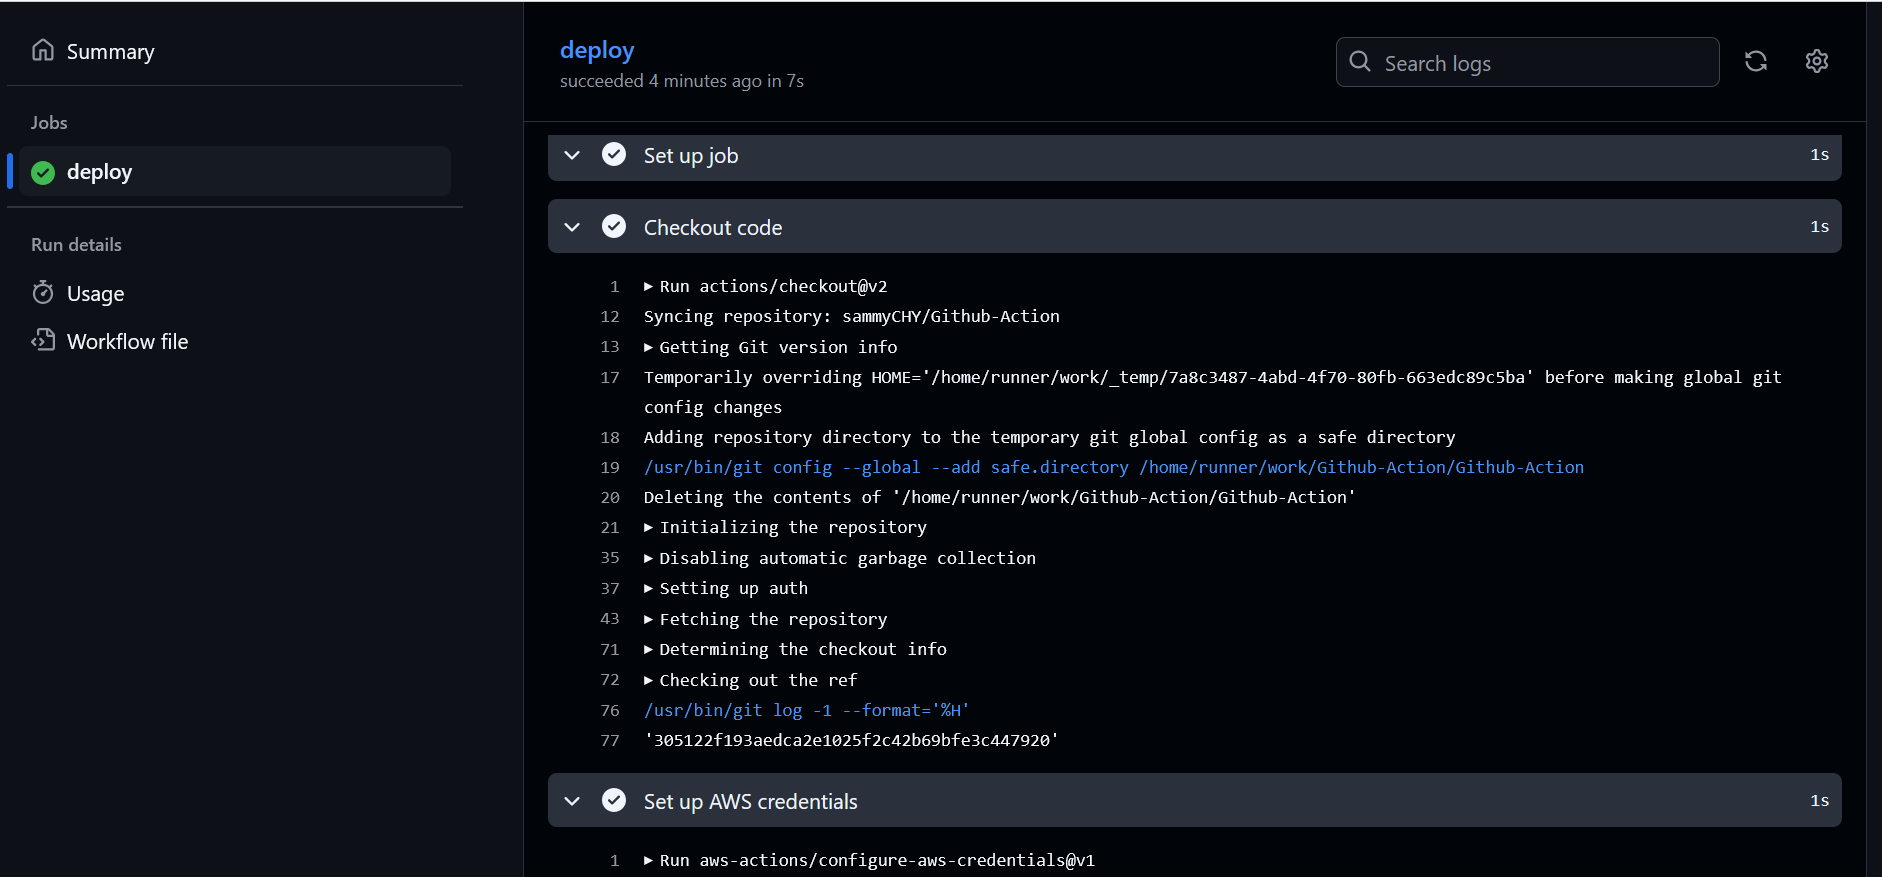 Summary
Jobs
deploy
Run details
Usage
Workflow file
deploy
succeeded 4 minutes ago in 7s
Search logs
Set up job 1s
Checkout code 1s
1 Run actions/checkout@v2
12 Syncing repository: sammyCHY/Github-Action
13 Getting Git version info
17 Temporarily overriding HOME='/home/runner/work/_temp/7a8c3487-4abd-4f70-80fb-663edc89c5ba' before making global git
config changes
18 Adding repository directory to the temporary git global config as a safe directory
19 /usr/bin/git config --global --add safe.directory /home/runner/work/Github-Action/Github-Action
20 Deleting the contents of '/home/runner/work/Github-Action/Github-Action'
21 Initializing the repository
35 Disabling automatic garbage collection
37 Setting up auth
43 Fetching the repository
71 Determining the checkout info
72 Checking out the ref
76 /usr/bin/git log -1 --format='%H'
77 '305122f193aedca2e1025f2c42b69bfe3c447920'
Set up AWS credentials 1s
1 Run aws-actions/configure-aws-credentials@v1